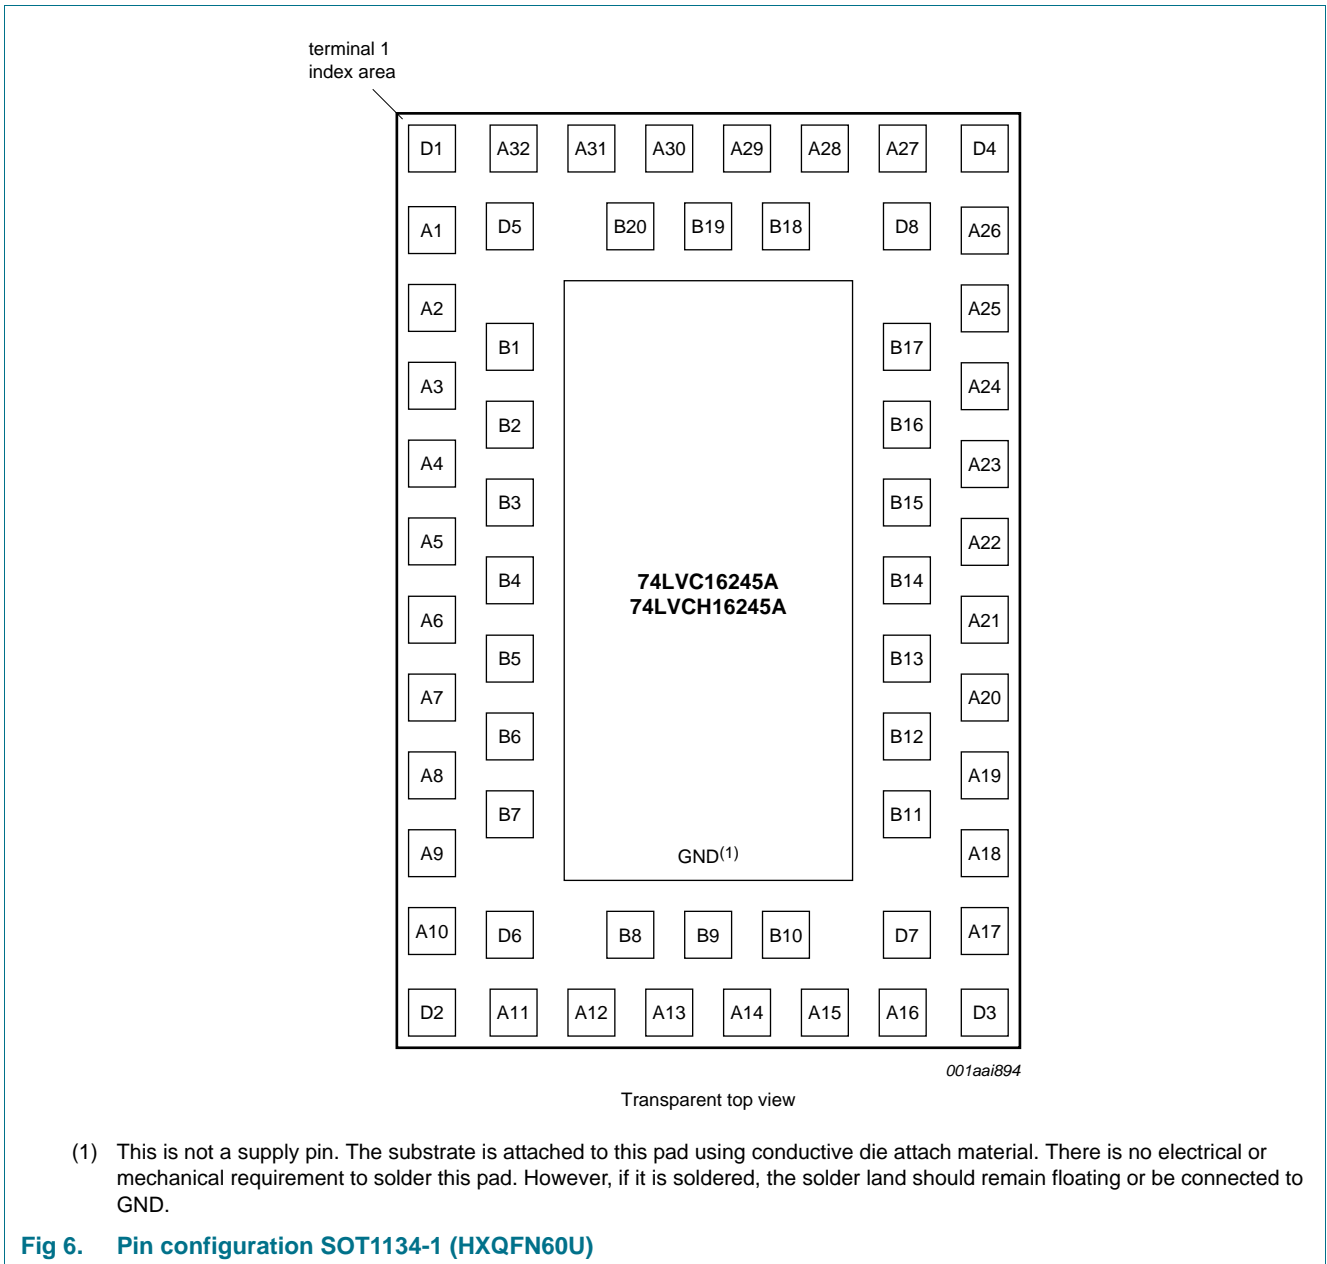 terminal 1
index area
D1 A32 A31 A30 A29 A28 A27 D4
A1 D5 B20 B19 B18 D8 A26
A2 A25
B1 B17
A3 A24
B2 B16
A4 A23
B3 B15
A5 A22
B4 74LVC16245A B14
74LVCH16245A
A6 A21
B5 B13
A7 A20
B6 B12
A8 A19
B7 B11
A9 GND(1) A18
A10 D6 B8 B9 B10 D7 A17
D2 A11 A12 A13 A14 A15 A16 D3
001aai894
Transparent top view
(1) This is not a supply pin. The substrate is attached to this pad using conductive die attach material. There is no electrical or
mechanical requirement to solder this pad. However, if it is soldered, the solder land should remain floating or be connected to
GND.
Fig 6. Pin configuration SOT1134-1 (HXQFN60U)